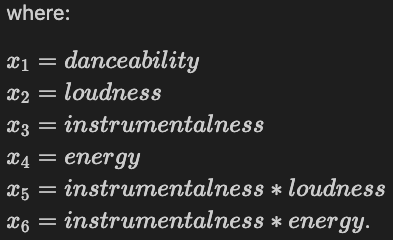 where:
x₁ = danceability
x₂ = loudness
x₃ = instrumentalness
x₄ = energy
x₅ = instrumentalness * loudness
x₆ = instrumentalness * energy.